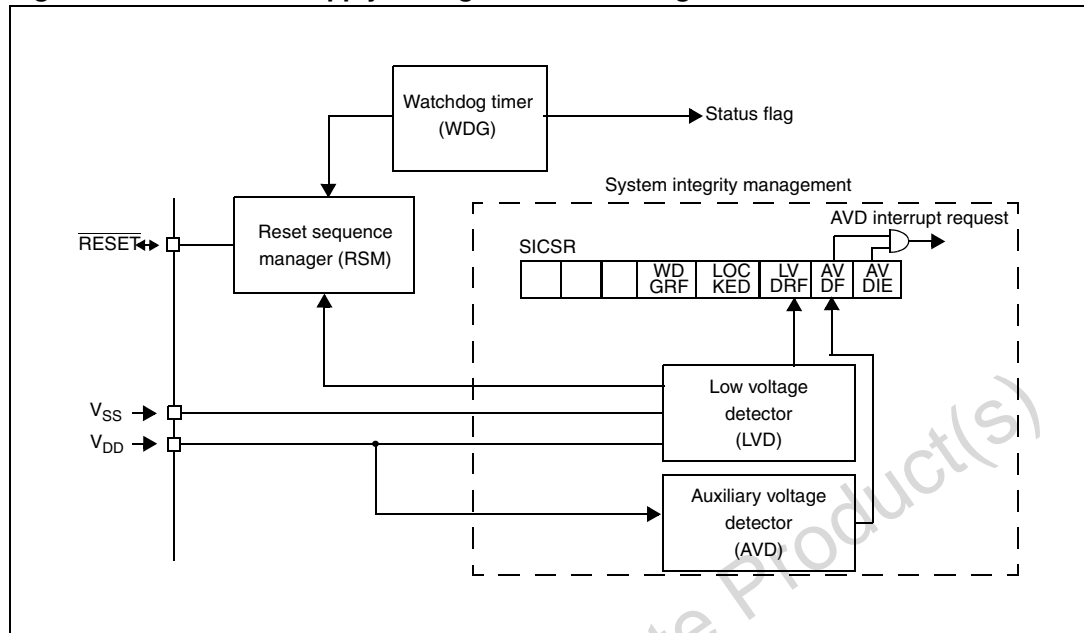 Watchdog timer
(WDG)
Status flag
System integrity management
AVD interrupt request
RESET
Reset sequence
manager (RSM)
SICSR
WD
GRF
LOC
KED
LV
DRF
AV
DF
AV
DIE
Low voltage
detector
(LVD)
VSS
VDD
Auxiliary voltage
detector
(AVD)
Product(s)